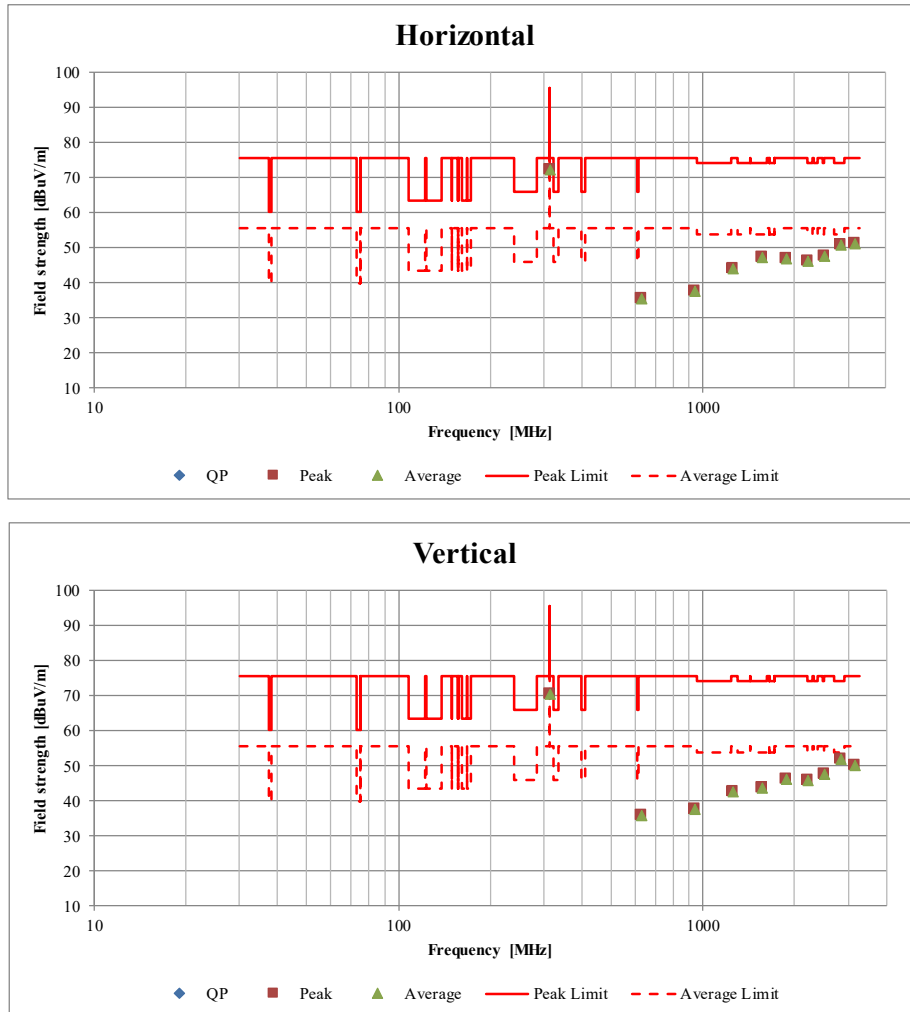 Horizontal
100
90
80
70
60
50
40
30
20
10
Field strength [dBuV/m]
10 100 1000
Frequency [MHz]
QP Peak Average Peak Limit Average Limit
Vertical
100
90
80
70
60
50
40
30
20
10
Field strength [dBuV/m]
10 100 1000
Frequency [MHz]
QP Peak Average Peak Limit Average Limit